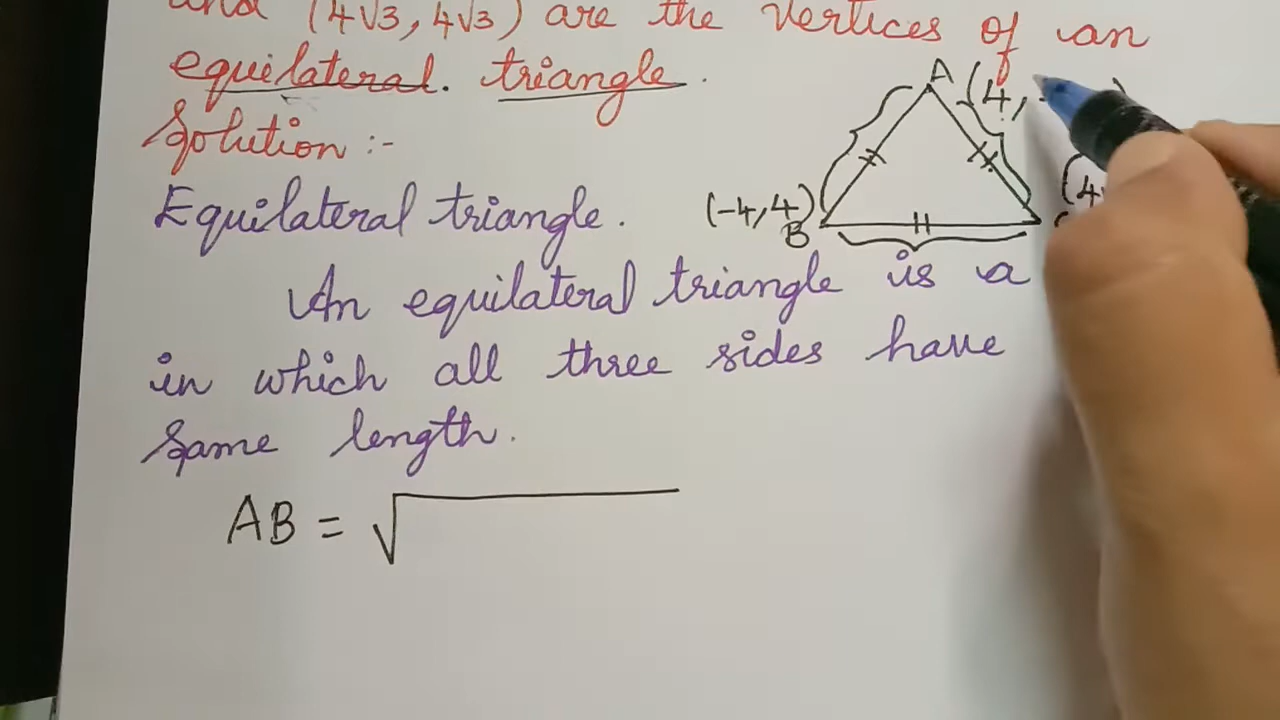 and (4√3, 4√3) are the vertices of an
equilateral. triangle.
Solution :-
A (4,
Equilateral triangle.
(-4, 4)
B
(4
An equilateral triangle is a
in which all three sides have
same length.
AB = √